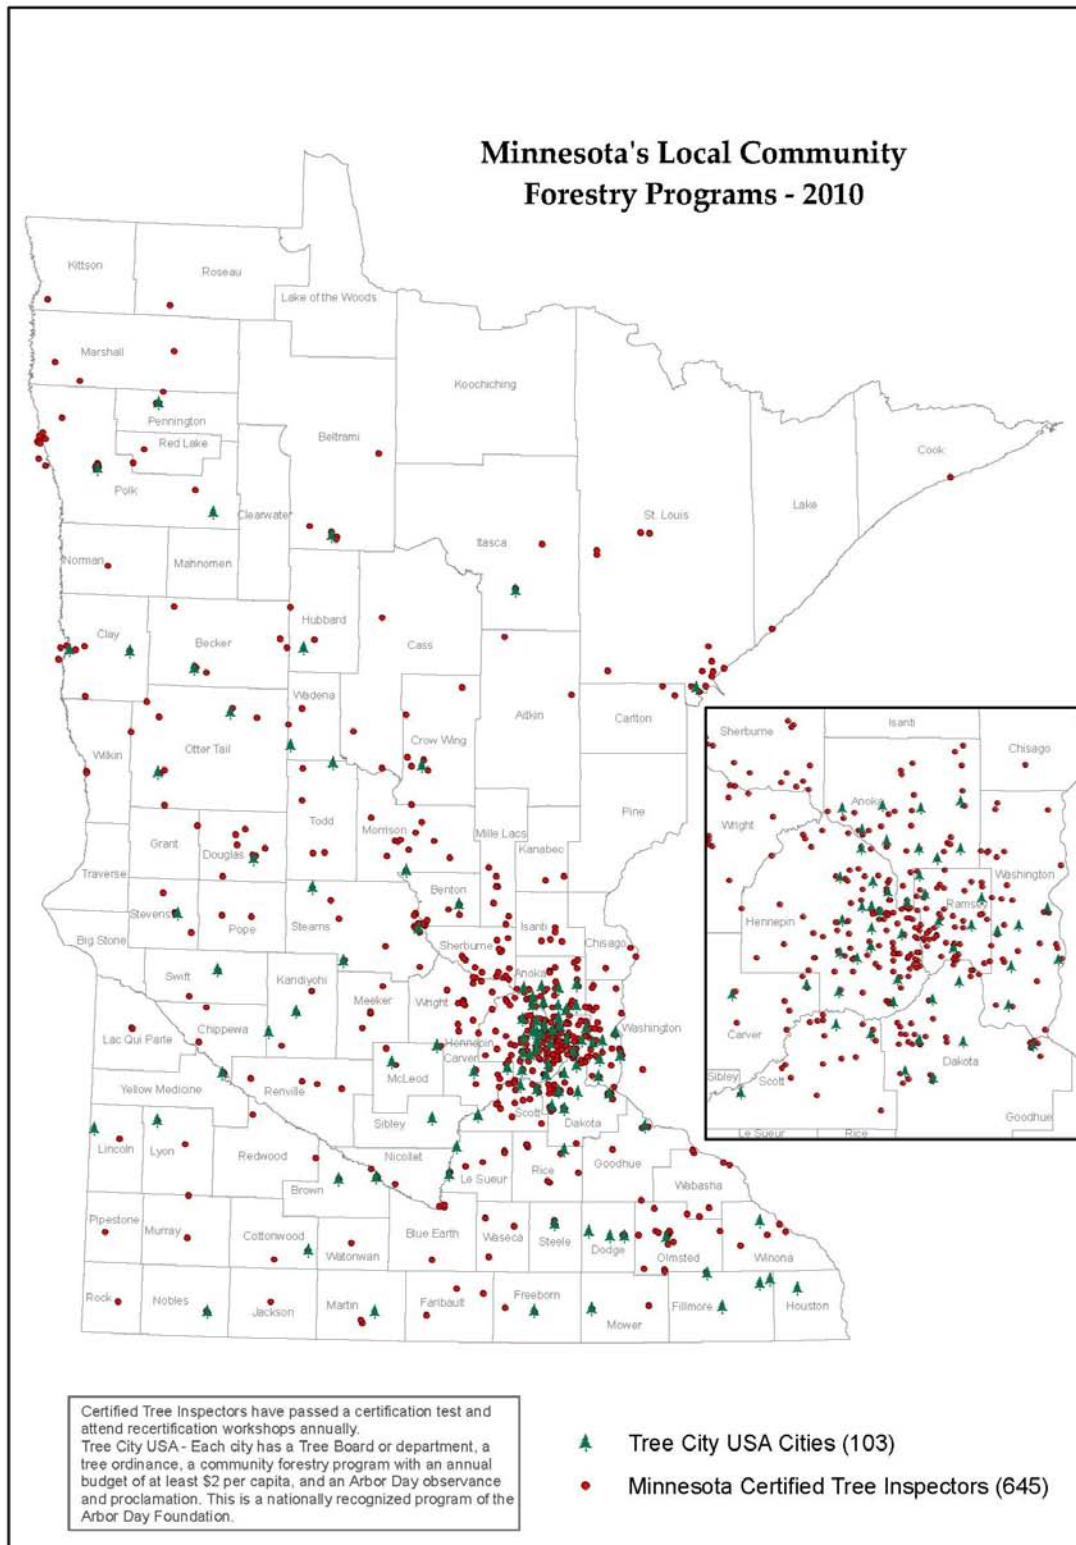 Minnesota's Local Community
Forestry Programs - 2010
Kittson
Roseau
Lake of the Woods
Marshall
Koochiching
Pennington
Red Lake
Beltrami
Cook
Polk
Clearwater
Lake
St. Louis
Itasca
Norman
Mahnomen
Hubbard
Clay
Becker
Cass
Wadena
Aitkin
Carlton
Wilkin
Otter Tail
Crow Wing
Pine
Todd
Morrison
Mille Lacs
Kanabec
Grant
Douglas
Traverse
Benton
Stevens
Pope
Stearns
Big Stone
Sherburne
Isanti
Chisago
Swift
Kandiyohi
Anoka
Meeker
Wright
Chippewa
Washington
Lac Qui Parle
Hennepin
Carver
McLeod
Yellow Medicine
Renville
Scott
Sibley
Dakota
Lincoln
Lyon
Redwood
Nicollet
Le Sueur
Rice
Goodhue
Brown
Wabasha
Pipestone
Murray
Cottonwood
Watonwan
Blue Earth
Waseca
Steele
Dodge
Olmsted
Winona
Rock
Nobles
Jackson
Martin
Faribault
Freeborn
Mower
Fillmore
Houston
Sherburne
Isanti
Chisago
Anoka
Wright
Washington
Hennepin
Ramsey
Carver
Dakota
Sibley
Scott
Goodhue
Le Sueur
Rice
Certified Tree Inspectors have passed a certification test and
attend recertification workshops annually.
Tree City USA - Each city has a Tree Board or department, a
tree ordinance, a community forestry program with an annual
budget of at least $2 per capita, and an Arbor Day observance
and proclamation. This is a nationally recognized program of the
Arbor Day Foundation.
Tree City USA Cities (103)
Minnesota Certified Tree Inspectors (645)